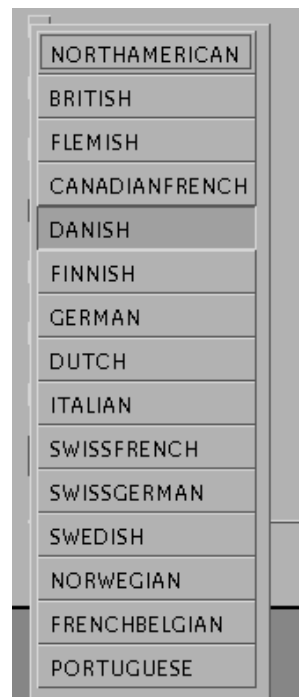 NORTHAMERICAN
BRITISH
FLEMISH
CANADIANFRENCH
DANISH
FINNISH
GERMAN
DUTCH
ITALIAN
SWISSFRENCH
SWISSGERMAN
SWEDISH
NORWEGIAN
FRENCHBELGIAN
PORTUGUESE